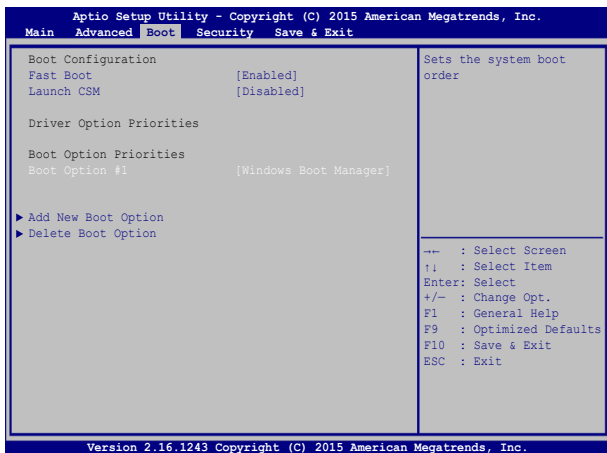 Aptio Setup Utility - Copyright (C) 2015 American Megatrends, Inc.
Main Advanced Boot Security Save & Exit
Boot Configuration
Fast Boot [Enabled]
Launch CSM [Disabled]
Driver Option Priorities
Boot Option Priorities
Boot Option #1 [Windows Boot Manager]
▶ Add New Boot Option
▶ Delete Boot Option
Sets the system boot
order
→← : Select Screen
↑↓ : Select Item
Enter: Select
+/— : Change Opt.
F1 : General Help
F9 : Optimized Defaults
F10 : Save & Exit
ESC : Exit
Version 2.16.1243 Copyright (C) 2015 American Megatrends, Inc.